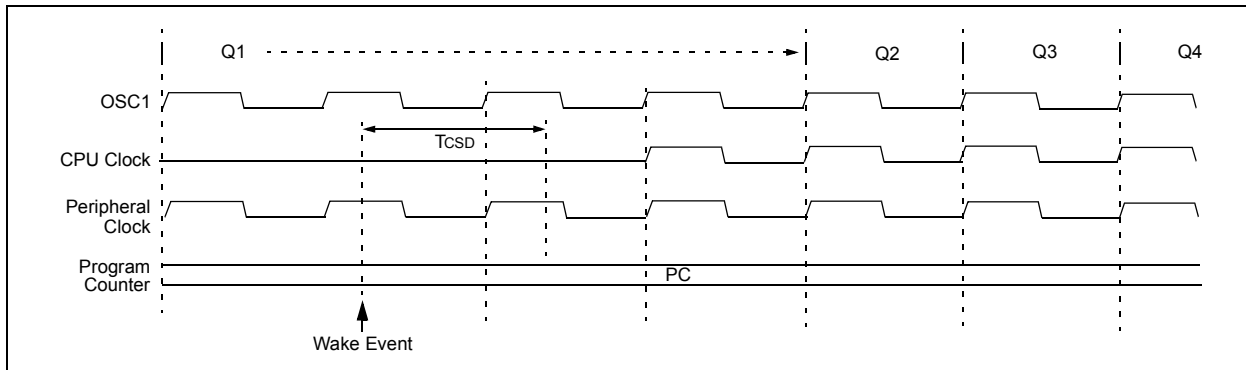 Q1
Q2
Q3
Q4
OSC1
TCSD
CPU Clock
Peripheral
Clock
Program
Counter
PC
Wake Event